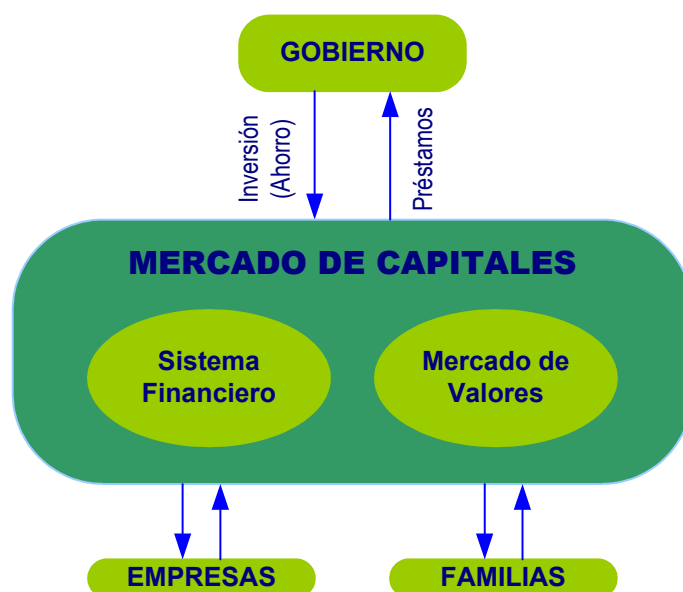 GOBIERNO
Inversión
(Ahorro)
Préstamos
MERCADO DE CAPITALES
Sistema
Financiero
Mercado de
Valores
EMPRESAS
FAMILIAS